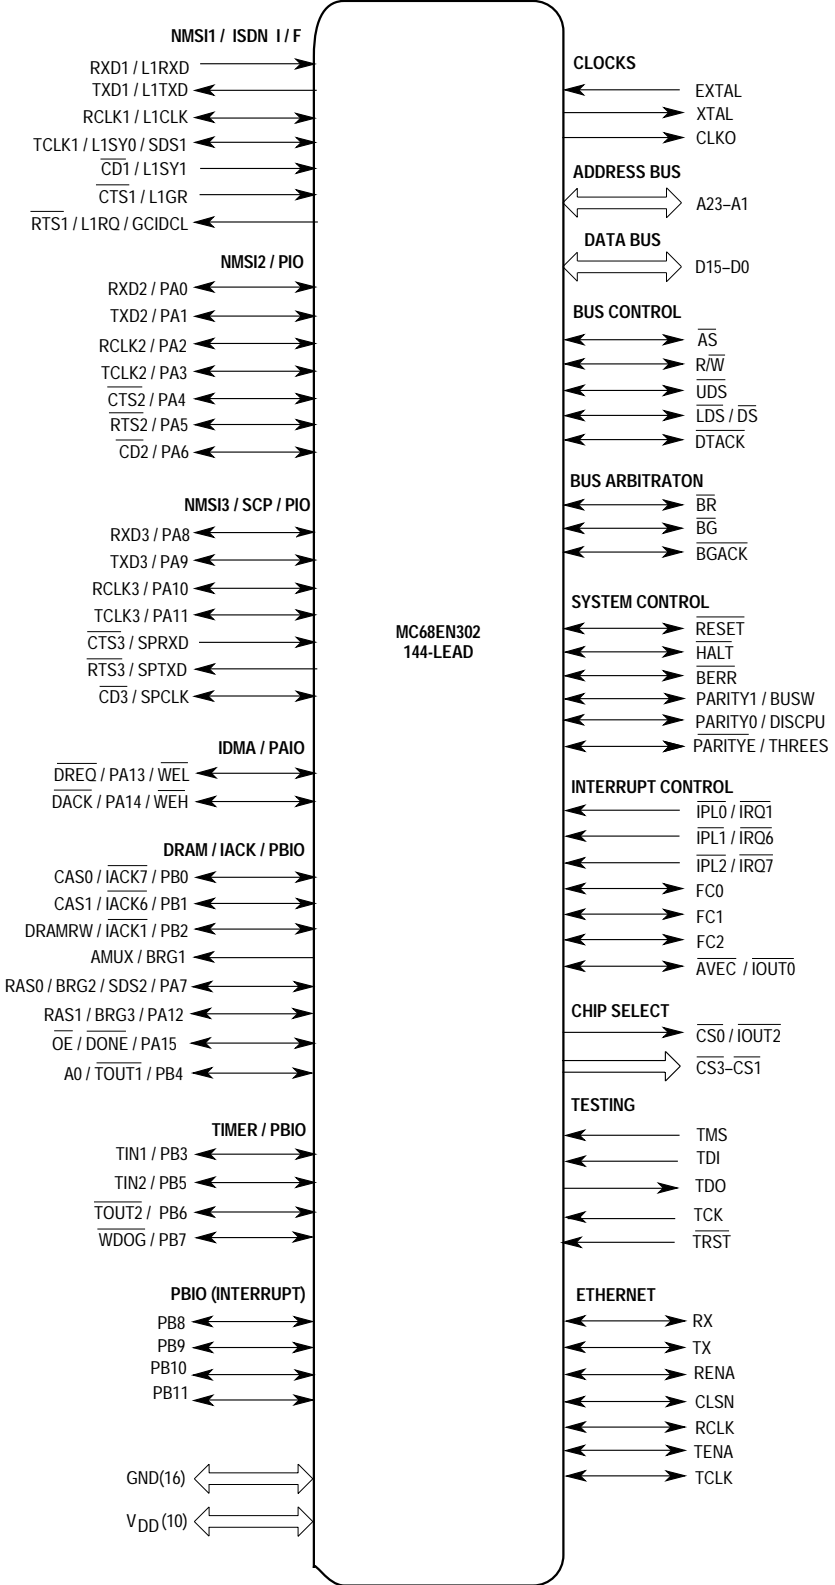 NMSI1 / ISDN I / F
RXD1 / L1RXD
TXD1 / L1TXD
RCLK1 / L1CLK
TCLK1 / L1SY0 / SDS1
CD1 / L1SY1
CTS1 / L1GR
RTS1 / L1RQ / GCIDCL
NMSI2 / PIO
RXD2 / PA0
TXD2 / PA1
RCLK2 / PA2
TCLK2 / PA3
CTS2 / PA4
RTS2 / PA5
CD2 / PA6
NMSI3 / SCP / PIO
RXD3 / PA8
TXD3 / PA9
RCLK3 / PA10
TCLK3 / PA11
CTS3 / SPRXD
RTS3 / SPTXD
CD3 / SPCLK
IDMA / PAIO
DREQ / PA13 / WEL
DACK / PA14 / WEH
DRAM / IACK / PBIO
CAS0 / IACK7 / PB0
CAS1 / IACK6 / PB1
DRAMRW / IACK1 / PB2
AMUX / BRG1
RAS0 / BRG2 / SDS2 / PA7
RAS1 / BRG3 / PA12
OE / DONE / PA15
A0 / TOUT1 / PB4
TIMER / PBIO
TIN1 / PB3
TIN2 / PB5
TOUT2 / PB6
WDOG / PB7
PBIO (INTERRUPT)
PB8
PB9
PB10
PB11
GND(16)
VDD(10)
MC68EN302
144-LEAD
CLOCKS
EXTAL
XTAL
CLKO
ADDRESS BUS
A23–A1
DATA BUS
D15–D0
BUS CONTROL
AS
R/W
UDS
LDS / DS
DTACK
BUS ARBITRATON
BR
BG
BGACK
SYSTEM CONTROL
RESET
HALT
BERR
PARITY1 / BUSW
PARITY0 / DISCPU
PARITYE / THREES
INTERRUPT CONTROL
IPL0 / IRQ1
IPL1 / IRQ6
IPL2 / IRQ7
FC0
FC1
FC2
AVEC / IOUT0
CHIP SELECT
CS0 / IOUT2
CS3–CS1
TESTING
TMS
TDI
TDO
TCK
TRST
ETHERNET
RX
TX
RENA
CLSN
RCLK
TENA
TCLK